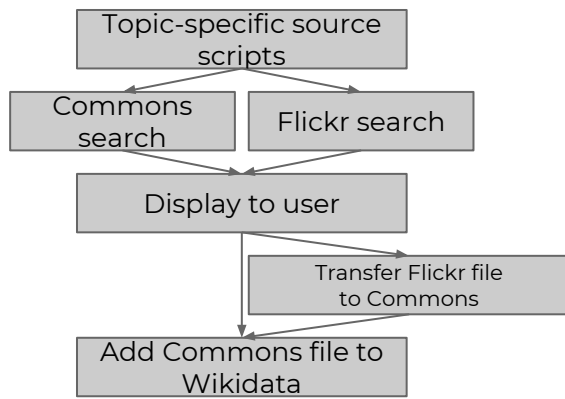 Topic-specific source
scripts
Commons
search
Flickr search
Display to user
Transfer Flickr file
to Commons
Add Commons file to
Wikidata